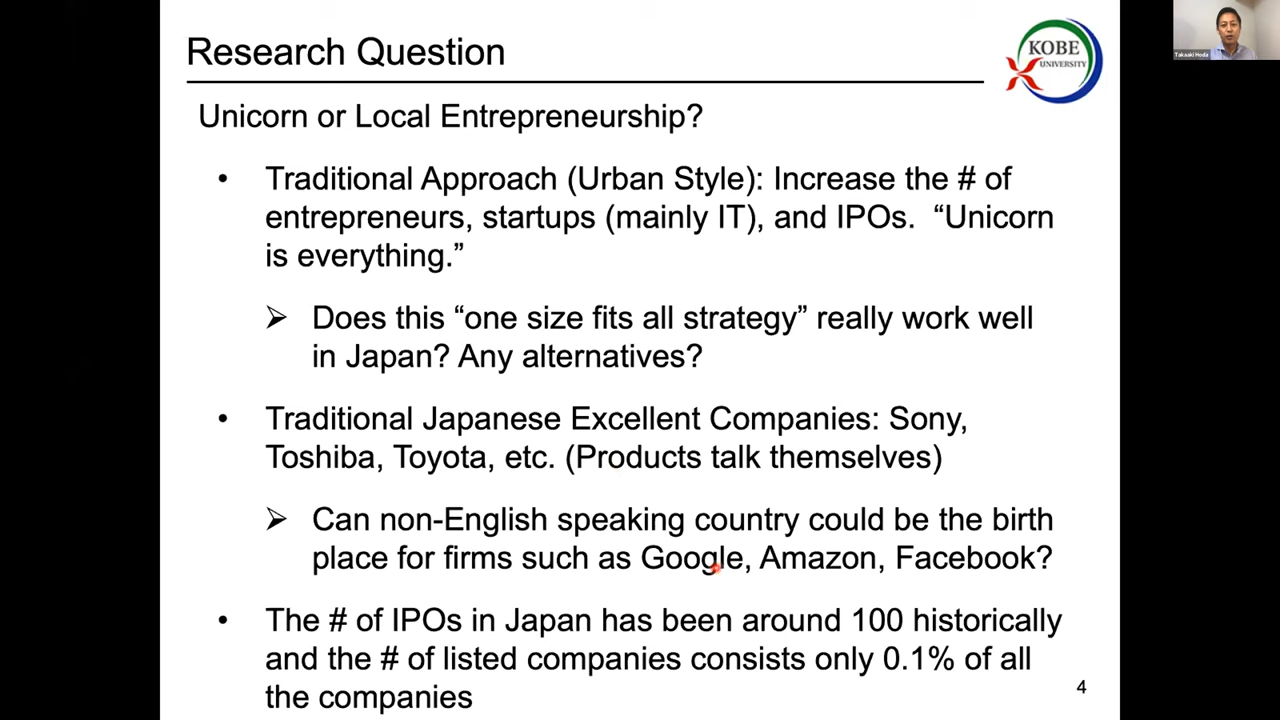 Research Question
KOBE
UNIVERSITY
Takaaki Hoda
Unicorn or Local Entrepreneurship?
• Traditional Approach (Urban Style): Increase the # of
entrepreneurs, startups (mainly IT), and IPOs. “Unicorn
is everything.”
➢ Does this “one size fits all strategy” really work well
in Japan? Any alternatives?
• Traditional Japanese Excellent Companies: Sony,
Toshiba, Toyota, etc. (Products talk themselves)
➢ Can non-English speaking country could be the birth
place for firms such as Google, Amazon, Facebook?
• The # of IPOs in Japan has been around 100 historically
and the # of listed companies consists only 0.1% of all
the companies
4